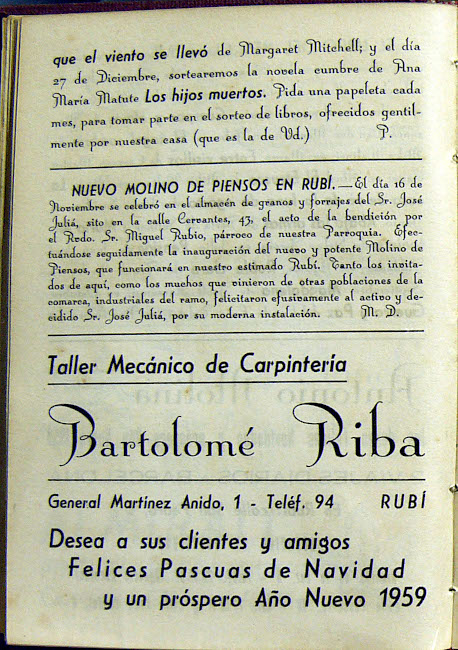 que el viento se llevó de Margaret Mitchell; y el día
27 de Diciembre, sortearemos la novela cumbre de Ana
María Matute Los hijos muertos. Pida una papeleta cada
mes, para tomar parte en el sorteo de libros, ofrecidos gentil-
mente por nuestra casa (que es la de Vd.) P.
NUEVO MOLINO DE PIENSOS EN RUBÍ.—El día 16 de
Noviembre se celebró en el almacén de granos y forrajes del Sr. José
Juliá, sito en la calle Cervantes, 43, el acto de la bendición por
el Rvdo. Sr. Miguel Rubio, párroco de nuestra Parroquia. Efec-
tuándose seguidamente la inauguración del nuevo y potente Molino de
Piensos, que funcionará en nuestro estimado Rubí. Tanto los invita-
dos de aquí, como los muchos que vinieron de otras poblaciones de la
comarca, industriales del ramo, felicitaron efusivamente al activo y de-
cidido Sr. José Juliá, por su moderna instalación. M. D.
Taller Mecánico de Carpintería
Bartolomé Riba
General Martínez Anido, 1 - Teléf. 94 - RUBÍ
Desea a sus clientes y amigos
Felices Pascuas de Navidad
y un próspero Año Nuevo 1959